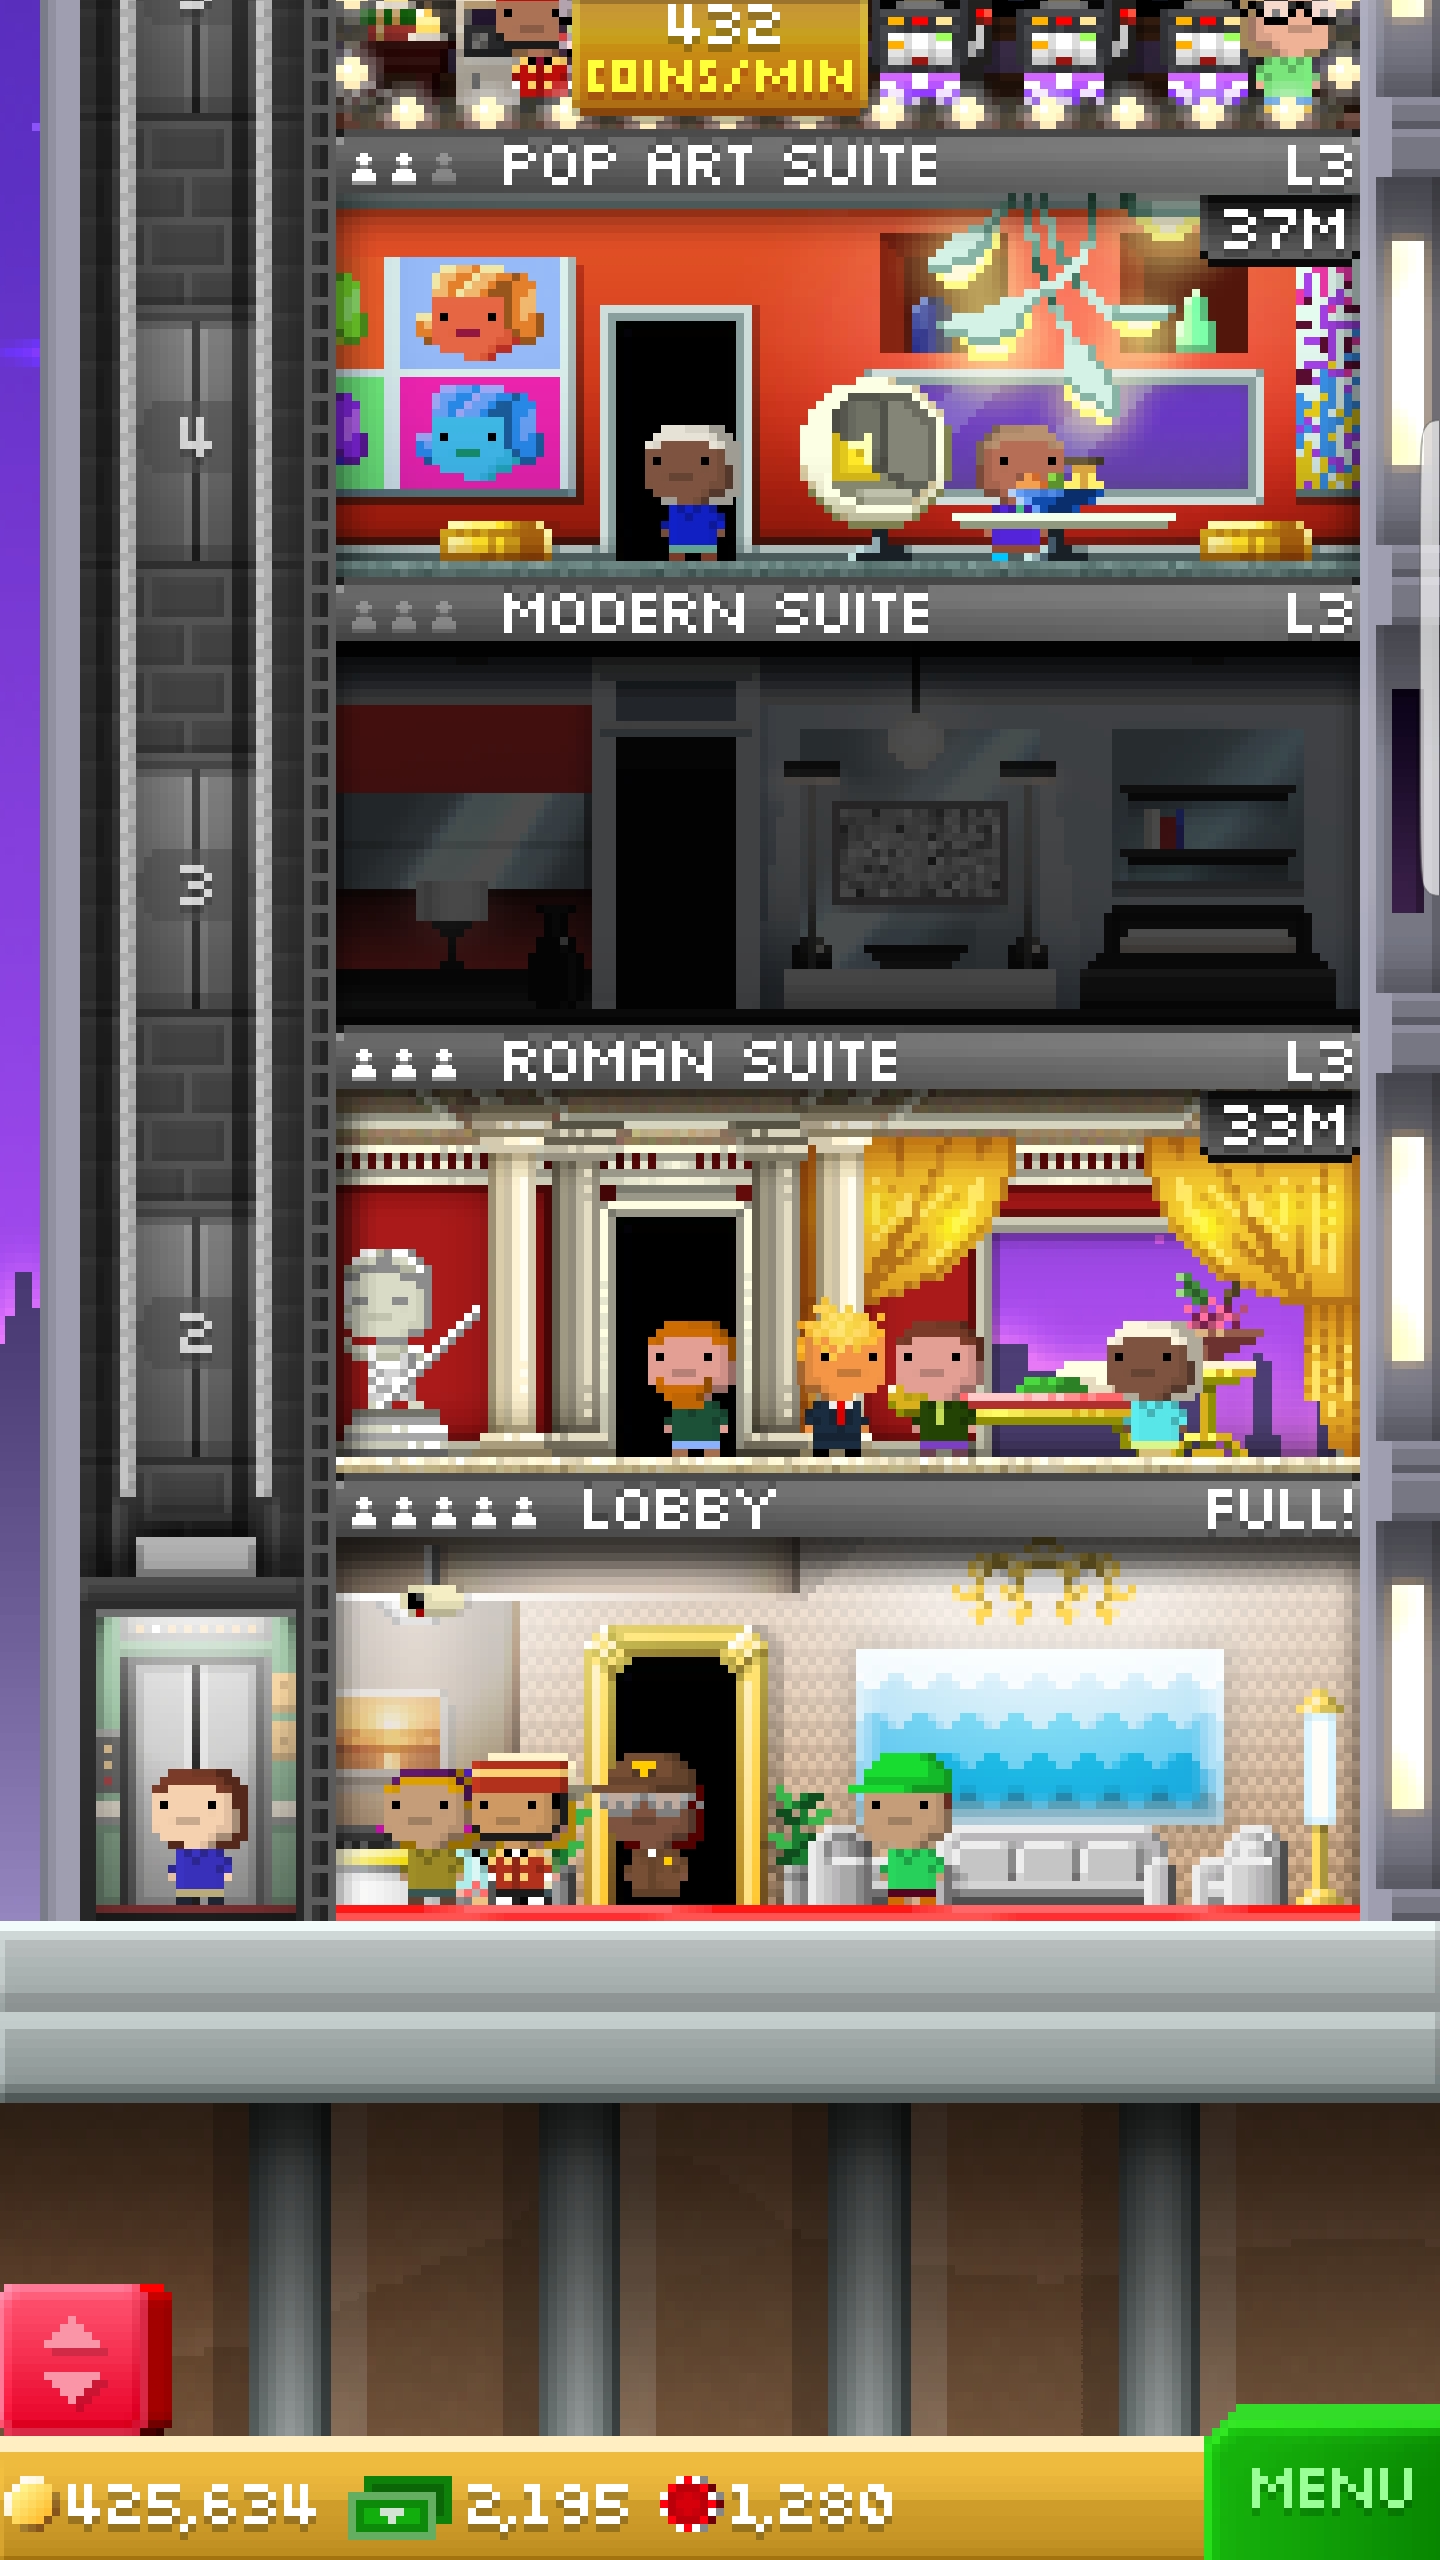 432
COINS/MIN
POP ART SUITE L3
37M
4
MODERN SUITE L3
3
ROMAN SUITE L3
33M
2
LOBBY FULL!
425,634 2,195 1,280
MENU